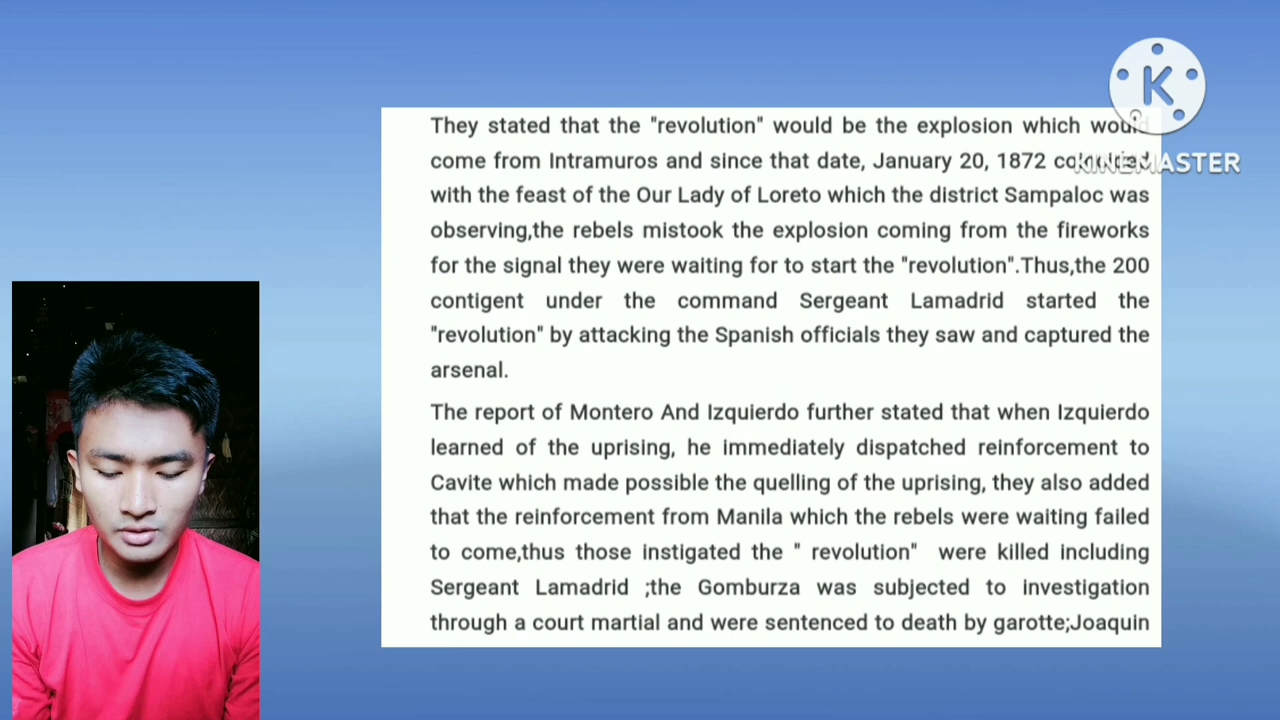 They stated that the "revolution" would be the explosion which would
come from Intramuros and since that date, January 20, 1872
with the feast of the Our Lady of Loreto which the district Sampaloc was
observing,the rebels mistook the explosion coming from the fireworks
for the signal they were waiting for to start the "revolution".Thus,the 200
contigent under the command Sergeant Lamadrid started the
"revolution" by attacking the Spanish officials they saw and captured the
arsenal.
The report of Montero And Izquierdo further stated that when Izquierdo
learned of the uprising, he immediately dispatched reinforcement to
Cavite which made possible the quelling of the uprising, they also added
that the reinforcement from Manila which the rebels were waiting failed
to come,thus those instigated the " revolution" were killed including
Sergeant Lamadrid ;the Gomburza was subjected to investigation
through a court martial and were sentenced to death by garotte;Joaquin
K
KINEMASTER